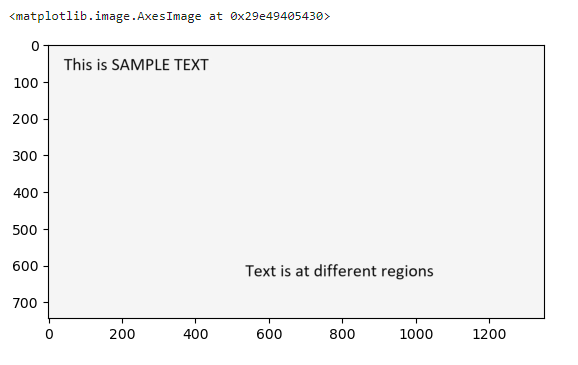 <matplotlib.image.AxesImage at 0x29e49405430>
0
This is SAMPLE TEXT
100
200
300
400
500
Text is at different regions
600
700
0 200 400 600 800 1000 1200